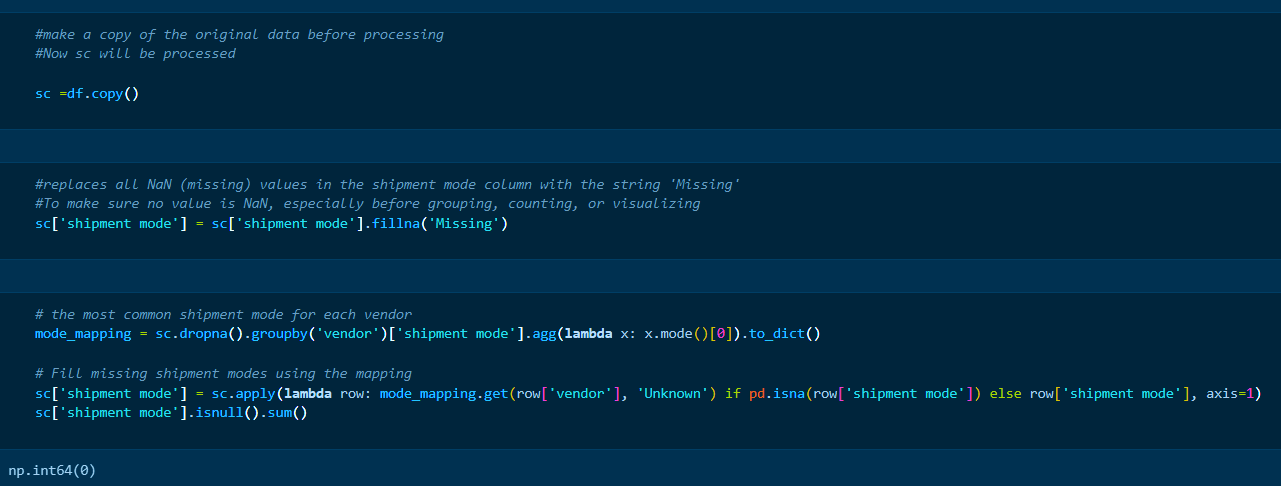 #make a copy of the original data before processing
#Now sc will be processed
sc =df.copy()
#replaces all NaN (missing) values in the shipment mode column with the string 'Missing'
#To make sure no value is NaN, especially before grouping, counting, or visualizing
sc['shipment mode'] = sc['shipment mode'].fillna('Missing')
# the most common shipment mode for each vendor
mode_mapping = sc.dropna().groupby('vendor')['shipment mode'].agg(lambda x: x.mode()[0]).to_dict()
# Fill missing shipment modes using the mapping
sc['shipment mode'] = sc.apply(lambda row: mode_mapping.get(row['vendor'], 'Unknown') if pd.isna(row['shipment mode']) else row['shipment mode'], axis=1)
sc['shipment mode'].isnull().sum()
np.int64(0)